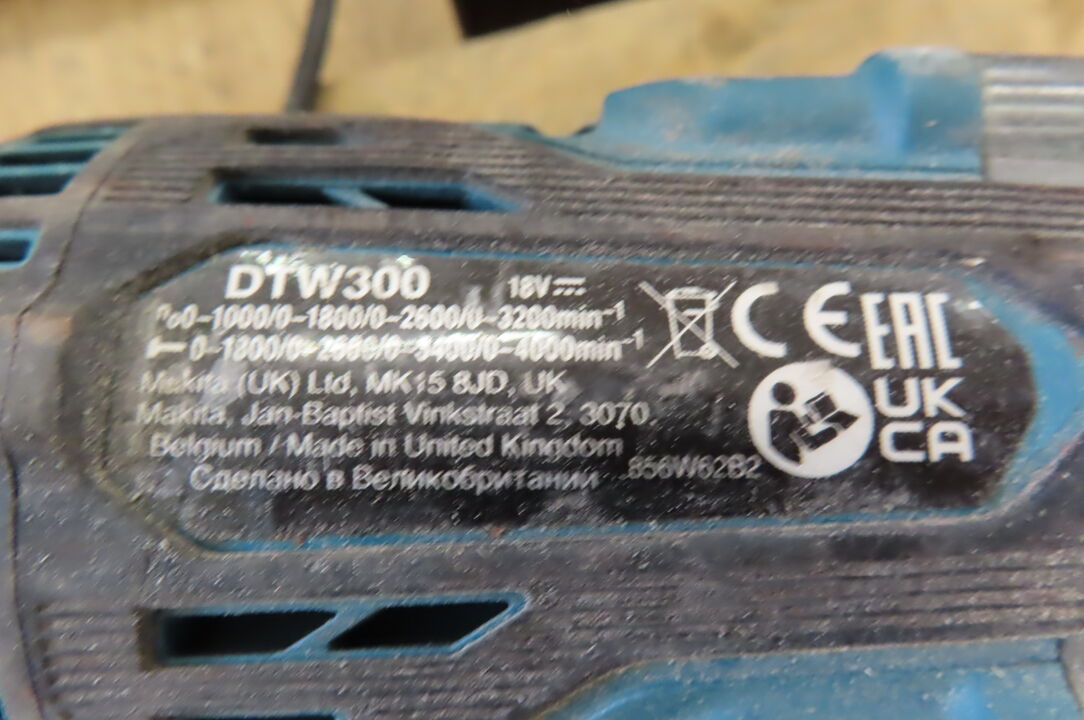 DTW300 18V
0-1000/0-1800/0-2600/0-3200min-1
0-1800/0-2600/0-3400/0-4000min-1
Makita (UK) Ltd, MK15 8JD, UK
Makita, Jan-Baptist Vinkstraat 2, 3070,
Belgium / Made in United Kingdom
Сделано в Великобритании 856W62B2
CE EAC
UK
CA